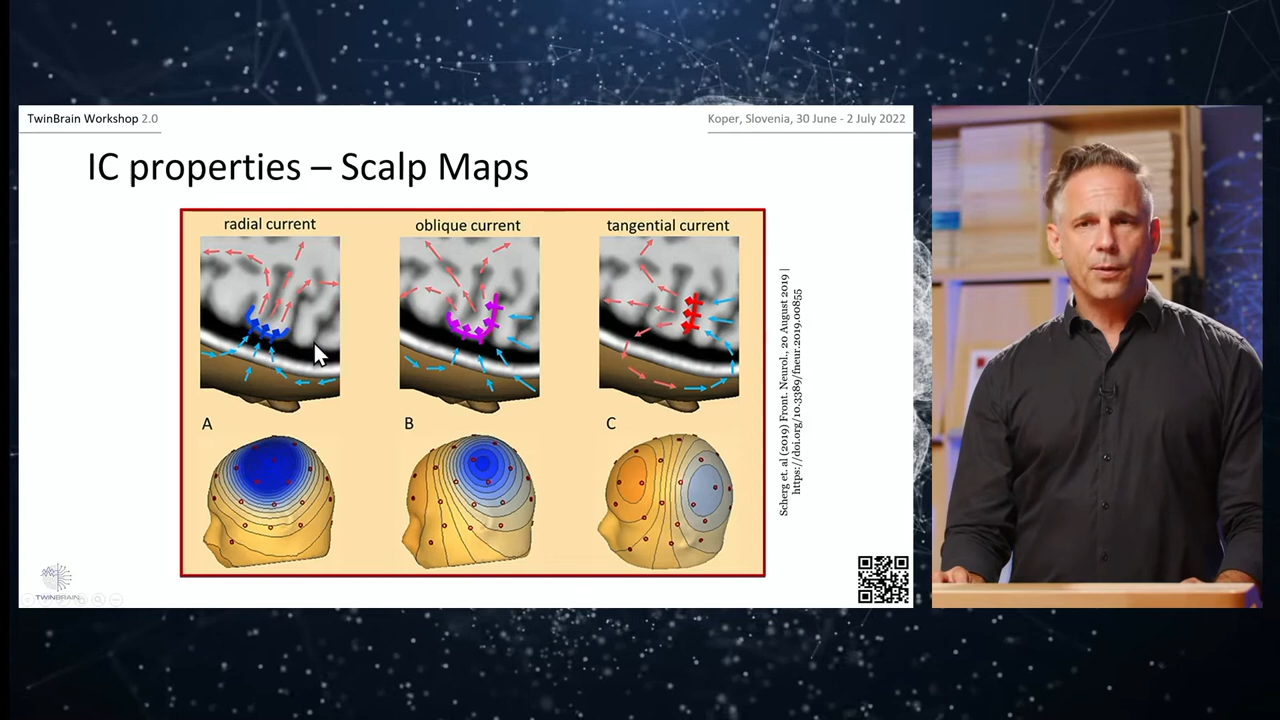 TwinBrain Workshop 2.0
Koper, Slovenia, 30 June - 2 July 2022
IC properties – Scalp Maps
radial current
oblique current
tangential current
A
B
C
Scherg et. al (2019) Front. Neurol., 20 August 2019 |
https://doi.org/10.3389/fneur.2019.00855
TWINBRAIN